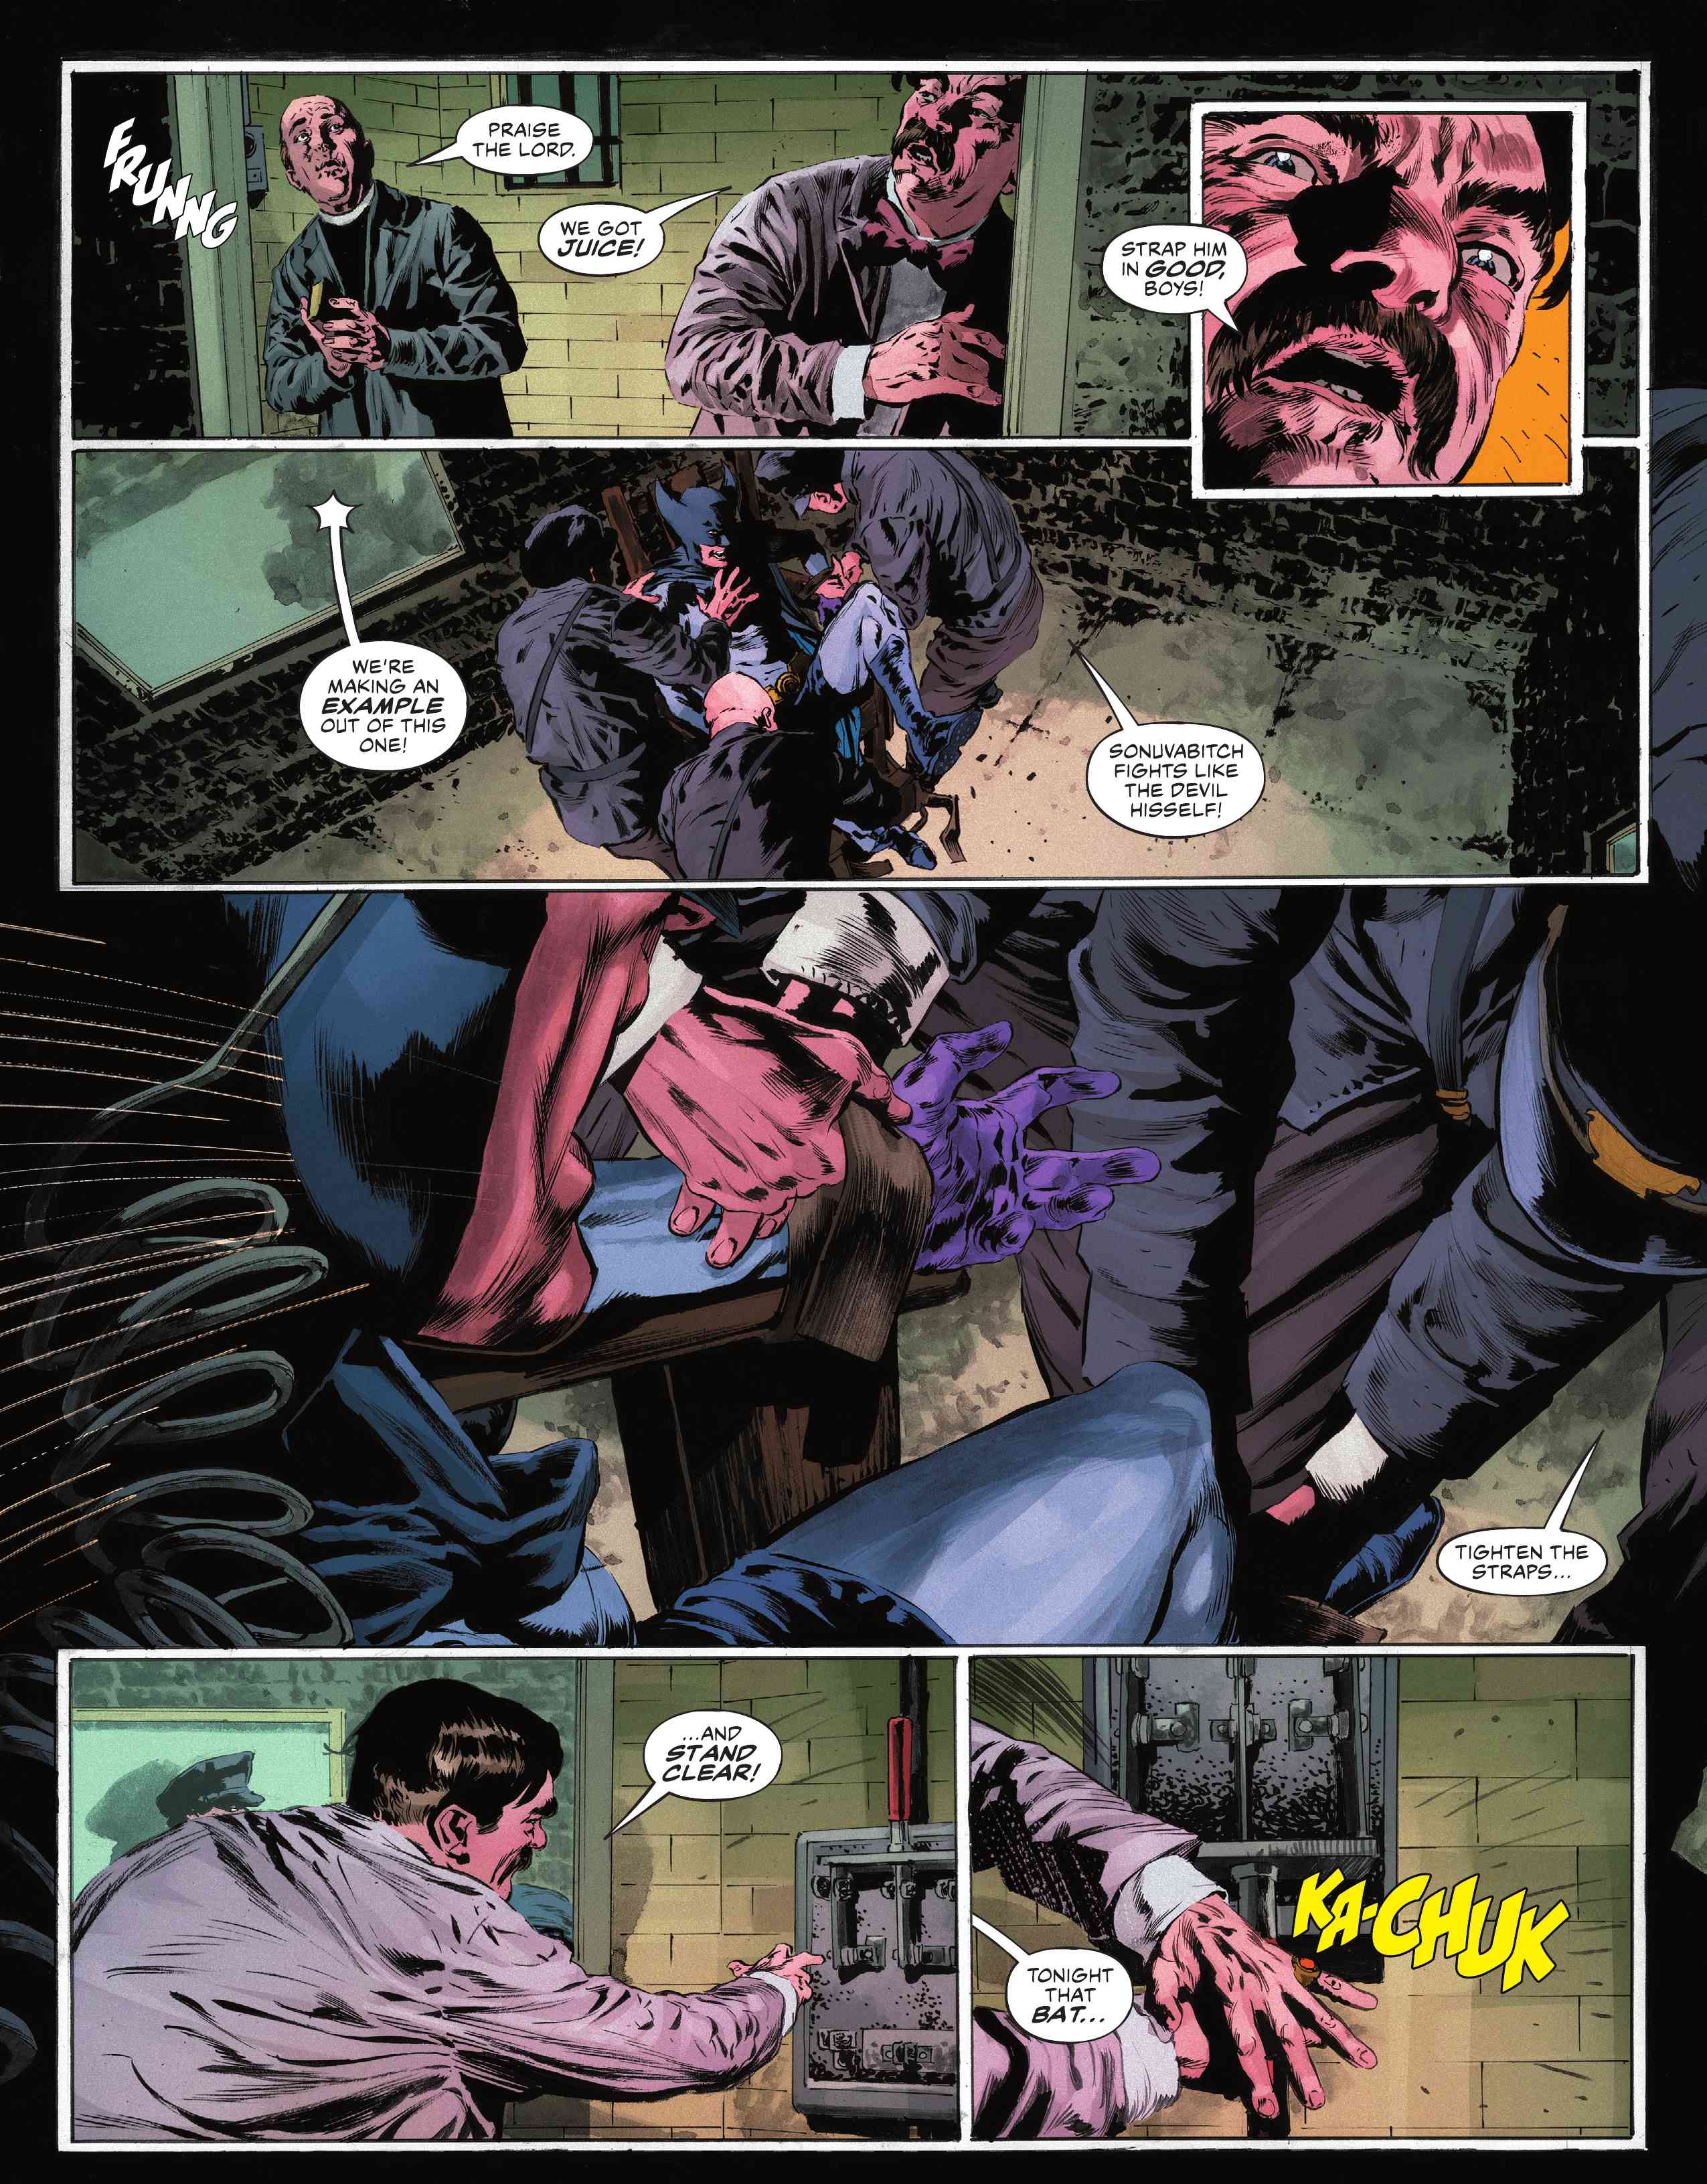 FRUNNG
PRAISE
THE LORD.
WE GOT
JUICE!
STRAP HIM
IN GOOD,
BOYS!
WE'RE
MAKING AN
EXAMPLE
OUT OF THIS
ONE!
SONUVABITCH
FIGHTS LIKE
THE DEVIL
HISSELF!
TIGHTEN THE
STRAPS...
...AND
STAND
CLEAR!
TONIGHT
THAT
BAT...
KA-CHUK